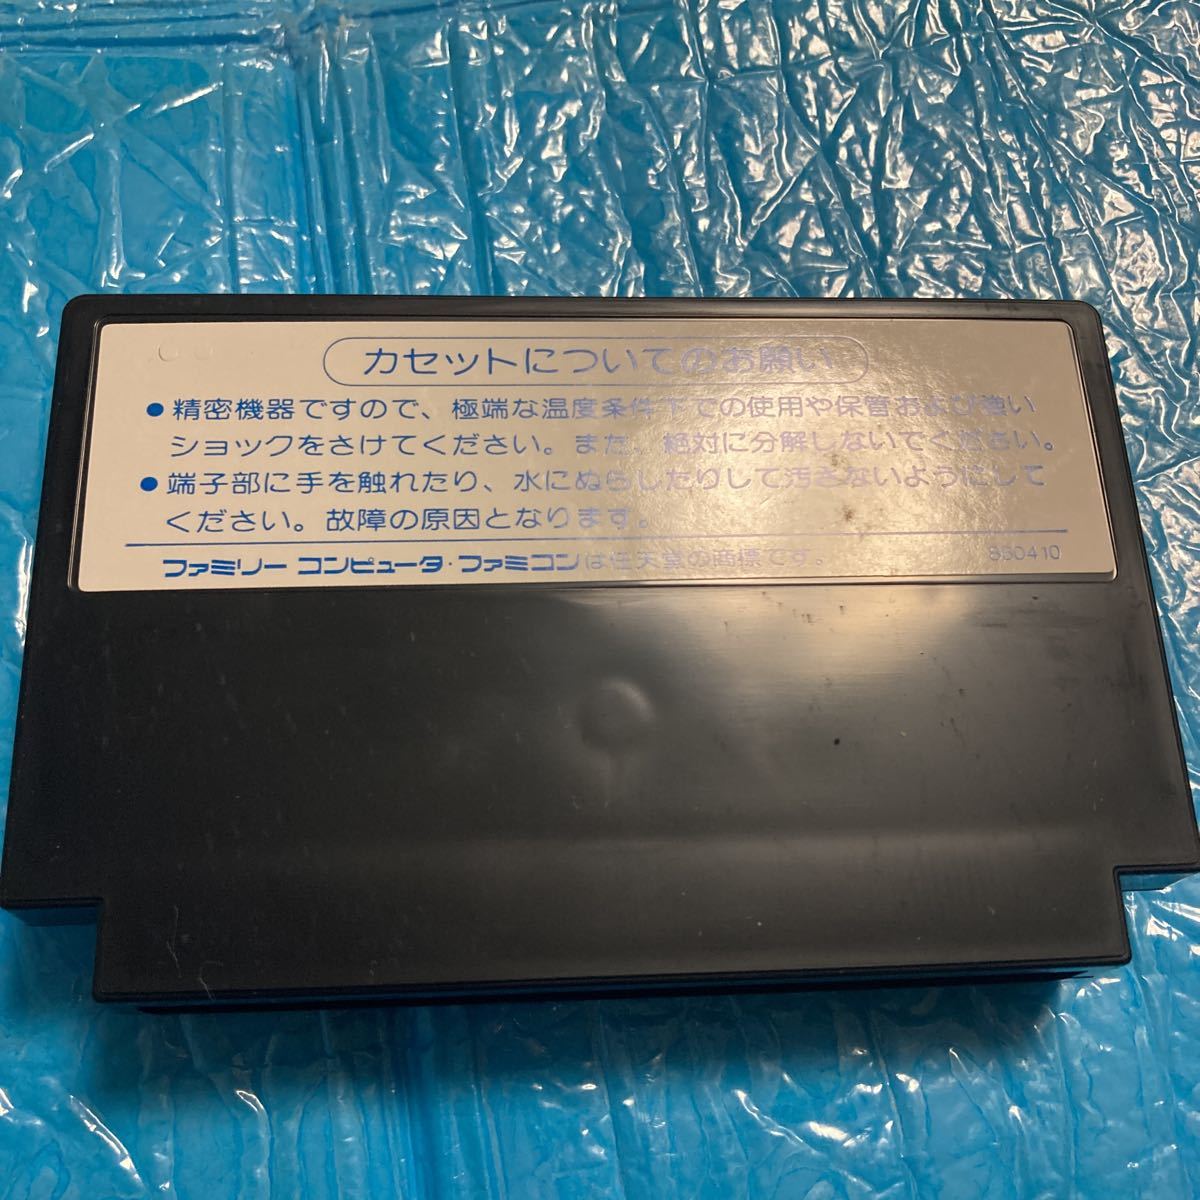 カセットについてのお願い
●精密機器ですので、極端な温度条件下での使用や保管および強い
ショックをさけてください。また、絶対に分解しないでください。
●端子部に手を触れたり、水にぬらしたりして汚さないようにして
ください。故障の原因となります。
ファミリー コンピュータ・ファミコンは任天堂の商標です。 850410